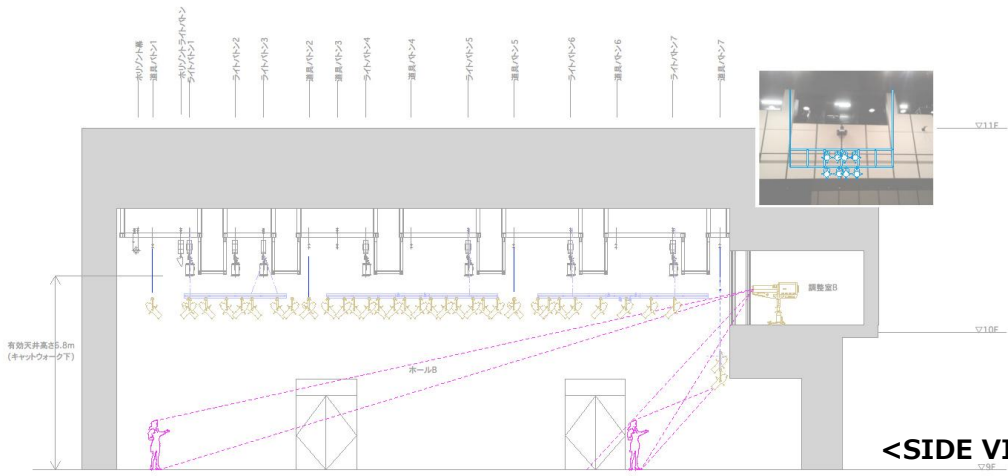 ホリゾント幕
道具バトン1
ホリゾントライトバトン
ライトバトン1
ライトバトン2
ライトバトン3
道具バトン2
道具バトン3
ライトバトン4
道具バトン4
ライトバトン5
道具バトン5
ライトバトン6
道具バトン6
ライトバトン7
道具バトン7
▽11F
調整室B
▽10F
有効天井高さ6.8m
(キャットウォーク下)
ホールB
<SIDE VI
▽9F